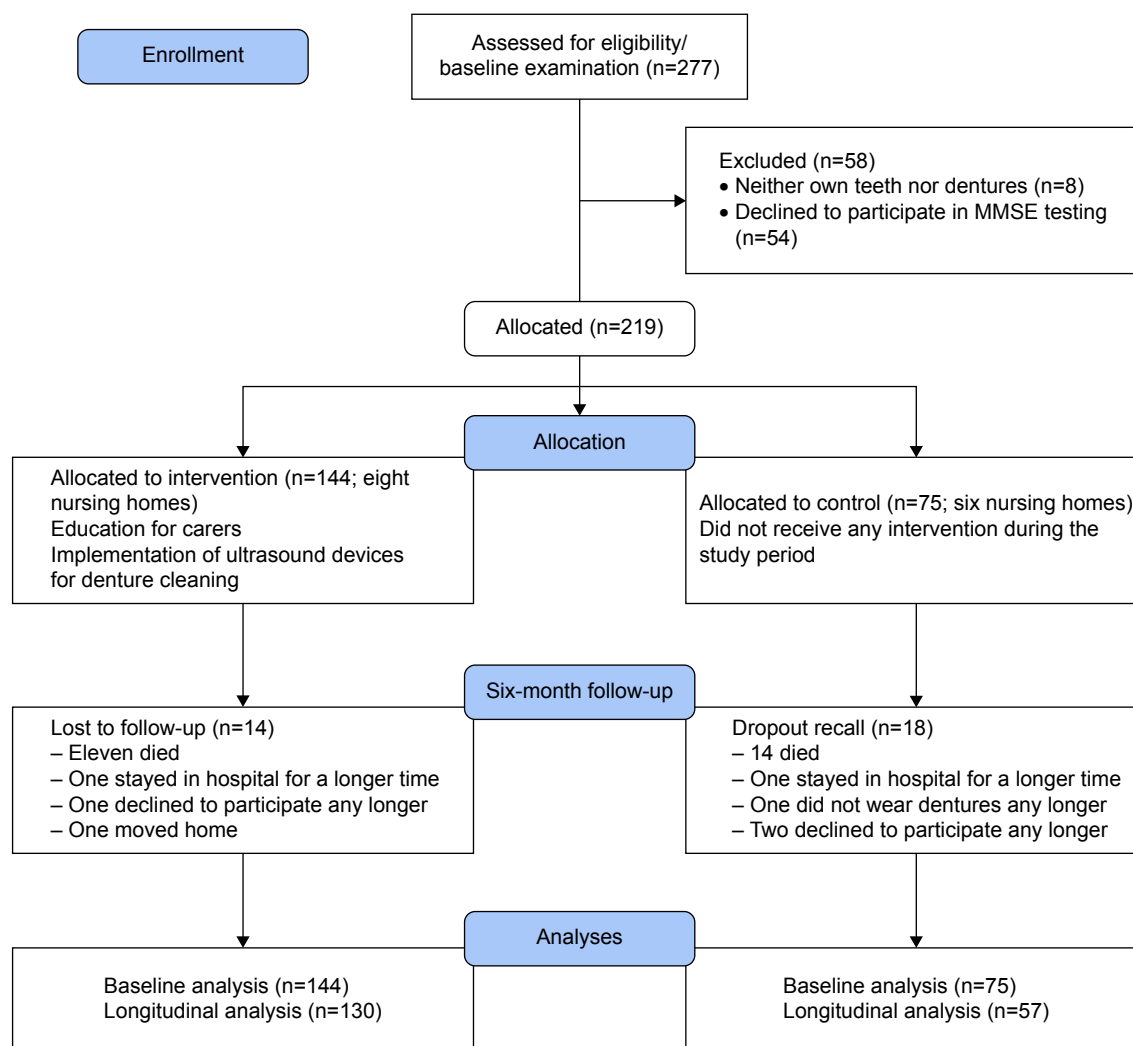 Enrollment
Assessed for eligibility/
baseline examination (n=277)
Excluded (n=58)
• Neither own teeth nor dentures (n=8)
• Declined to participate in MMSE testing
(n=54)
Allocated (n=219)
Allocation
Allocated to intervention (n=144; eight
nursing homes)
Education for carers
Implementation of ultrasound devices
for denture cleaning
Allocated to control (n=75; six nursing homes)
Did not receive any intervention during the
study period
Six-month follow-up
Lost to follow-up (n=14)
– Eleven died
– One stayed in hospital for a longer time
– One declined to participate any longer
– One moved home
Dropout recall (n=18)
– 14 died
– One stayed in hospital for a longer time
– One did not wear dentures any longer
– Two declined to participate any longer
Analyses
Baseline analysis (n=144)
Longitudinal analysis (n=130)
Baseline analysis (n=75)
Longitudinal analysis (n=57)